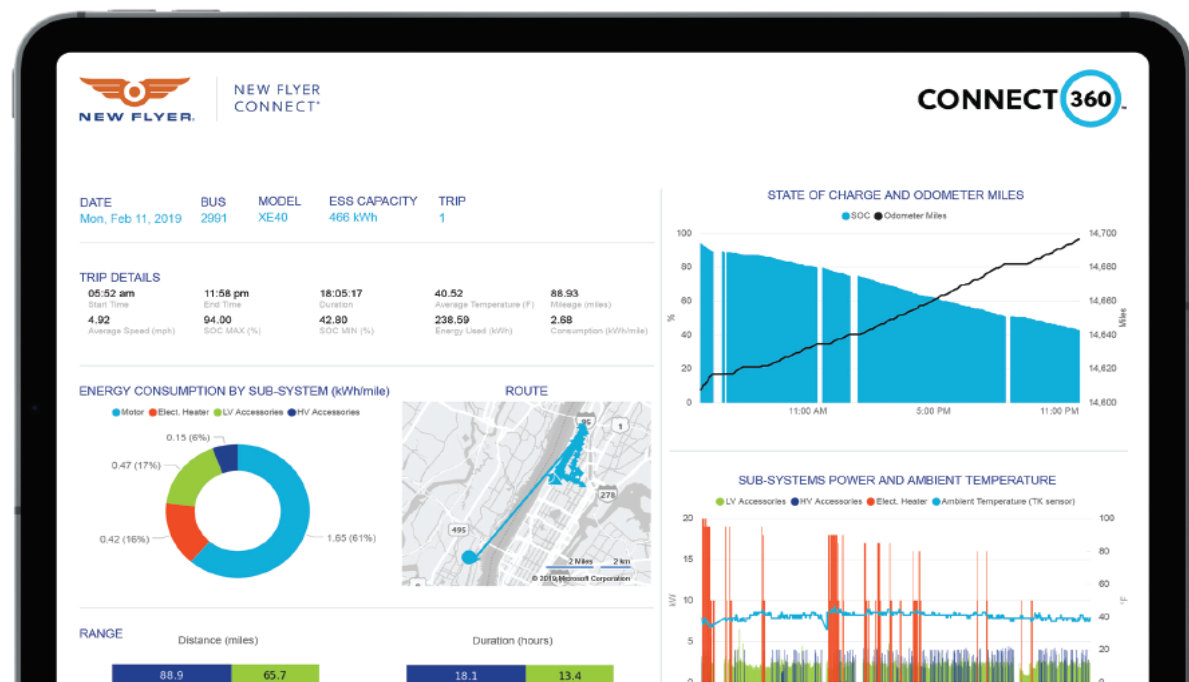 NEW FLYER
CONNECT®
NEW FLYER®
CONNECT 360™
DATE BUS MODEL ESS CAPACITY TRIP
Mon, Feb 11, 2019 2991 XE40 466 kWh 1
TRIP DETAILS
05:52 am 11:58 pm 18:05:17 40.52 88.93
Start Time End Time Duration Average Temperature (F) Mileage (miles)
4.92 94.00 42.80 238.59 2.68
Average Speed (mph) SOC MAX (%) SOC MIN (%) Energy Used (kWh) Consumption (kWh/mile)
ENERGY CONSUMPTION BY SUB-SYSTEM (kWh/mile)
Motor Elect. Heater LV Accessories HV Accessories
0.15 (6%)
0.47 (17%)
0.42 (16%)
1.65 (61%)
ROUTE
95
1
278
495
2 Miles 2 km
© 2019 Microsoft Corporation
RANGE
Distance (miles)
88.9 65.7
Duration (hours)
18.1 13.4
STATE OF CHARGE AND ODOMETER MILES
SOC Odometer Miles
100 14,700
80 14,680
60 14,660
%
Miles
40 14,640
20 14,620
0 14,600
11:00 AM 5:00 PM 11:00 PM
SUB-SYSTEMS POWER AND AMBIENT TEMPERATURE
LV Accessories HV Accessories Elect. Heater Ambient Temperature (TK sensor)
20 100
80
15
60
kW
°F
10
40
5
20
0 0